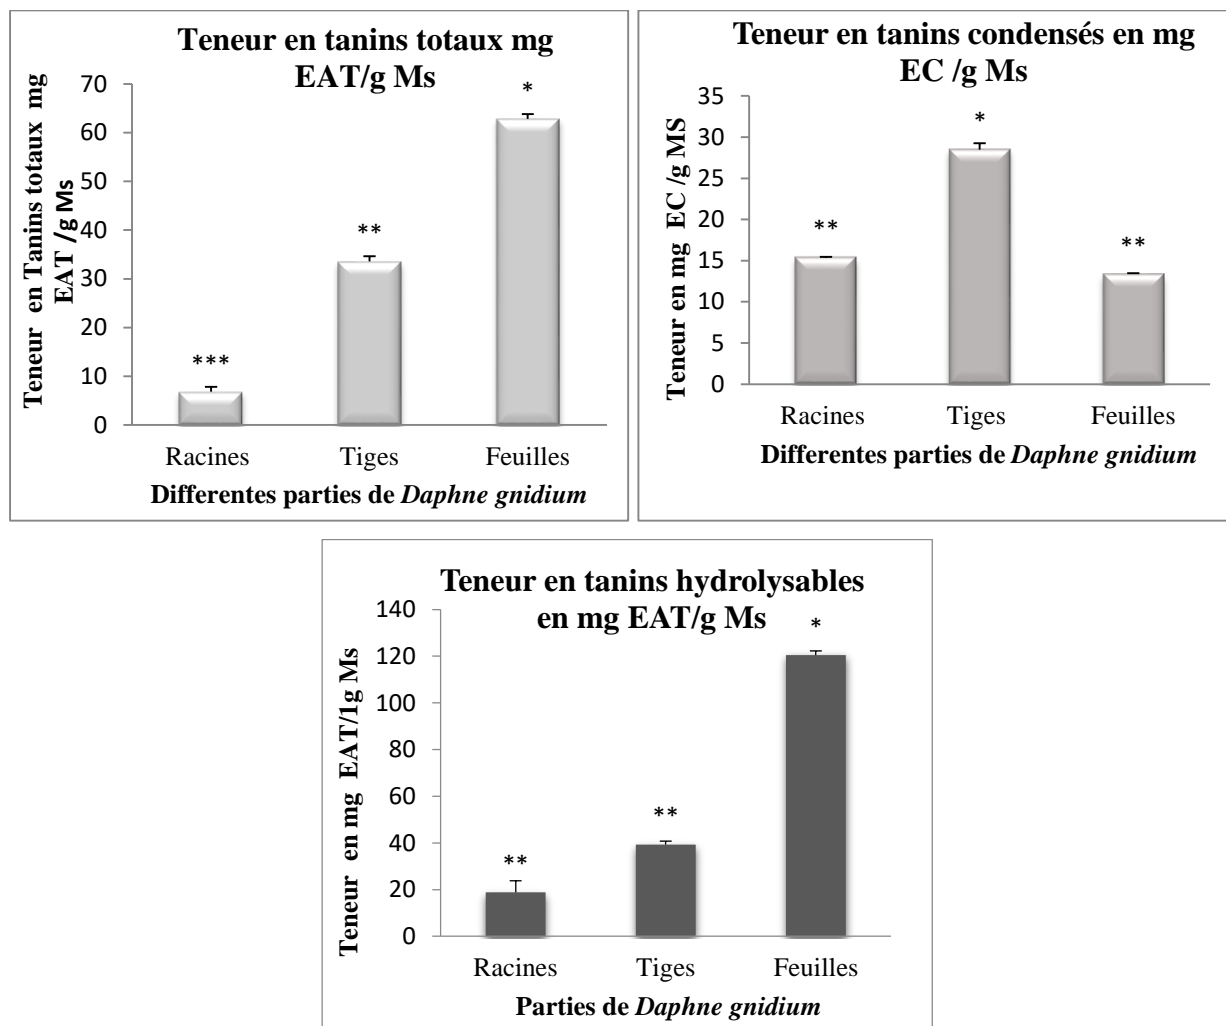 Teneur en tanins totaux mg
EAT/g Ms
Teneur en Tanins totaux mg
EAT /g Ms
70
60
50
40
30
20
10
0
***
**
*
Racines
Tiges
Feuilles
Differentes parties de Daphne gnidium
Teneur en tanins condensés en mg
EC /g Ms
Teneur en mg EC /g MS
35
30
25
20
15
10
5
0
**
*
**
Racines
Tiges
Feuilles
Differentes parties de Daphne gnidium
Teneur en tanins hydrolysables
en mg EAT/g Ms
Teneur en mg EAT/1g Ms
140
120
100
80
60
40
20
0
**
**
*
Racines
Tiges
Feuilles
Parties de Daphne gnidium